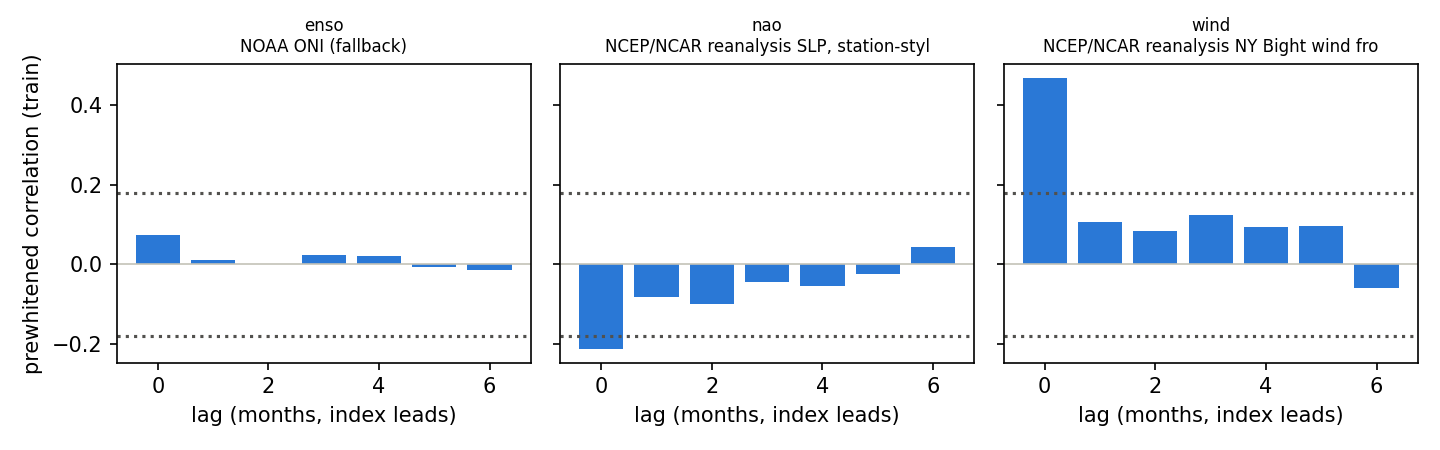 enso
NOAA ONI (fallback)
nao
NCEP/NCAR reanalysis SLP, station-styl
wind
NCEP/NCAR reanalysis NY Bight wind fro
prewhitened correlation (train)
0.4
0.2
0.0
−0.2
0 2 4 6
0 2 4 6
0 2 4 6
lag (months, index leads)
lag (months, index leads)
lag (months, index leads)